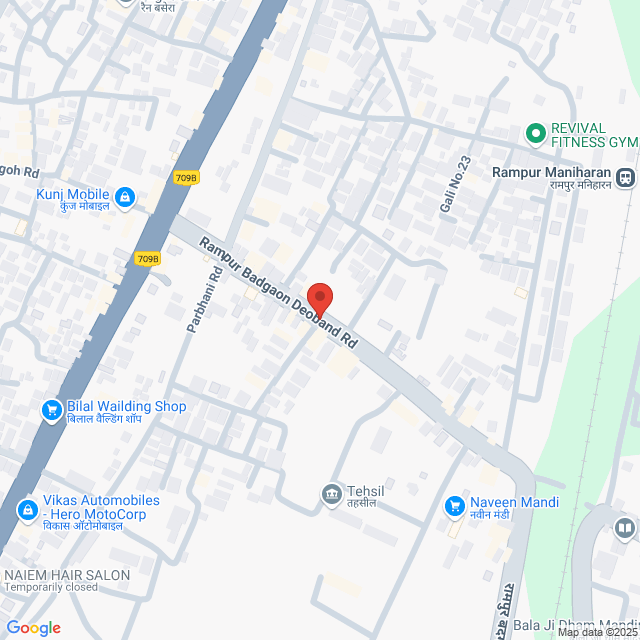 रैन बसेरा
REVIVAL
FITNESS GYM
goh Rd
709B
Rampur Maniharan
रामपुर मनिहारन
Kunj Mobile
कुंज मोबाइल
Gali No.23
709B
Rampur Badgaon Deoband Rd
Parbhani Rd
Bilal Wailding Shop
बिलाल वैल्डिंग शॉप
Tehsil
तहसील
Vikas Automobiles
- Hero MotoCorp
विकास ऑटोमोबाइल
Naveen Mandi
नवीन मंडी
NAIEM HAIR SALON
Temporarily closed
रामपुर
Bala Ji Dham Mandi
Google
Map data ©2025